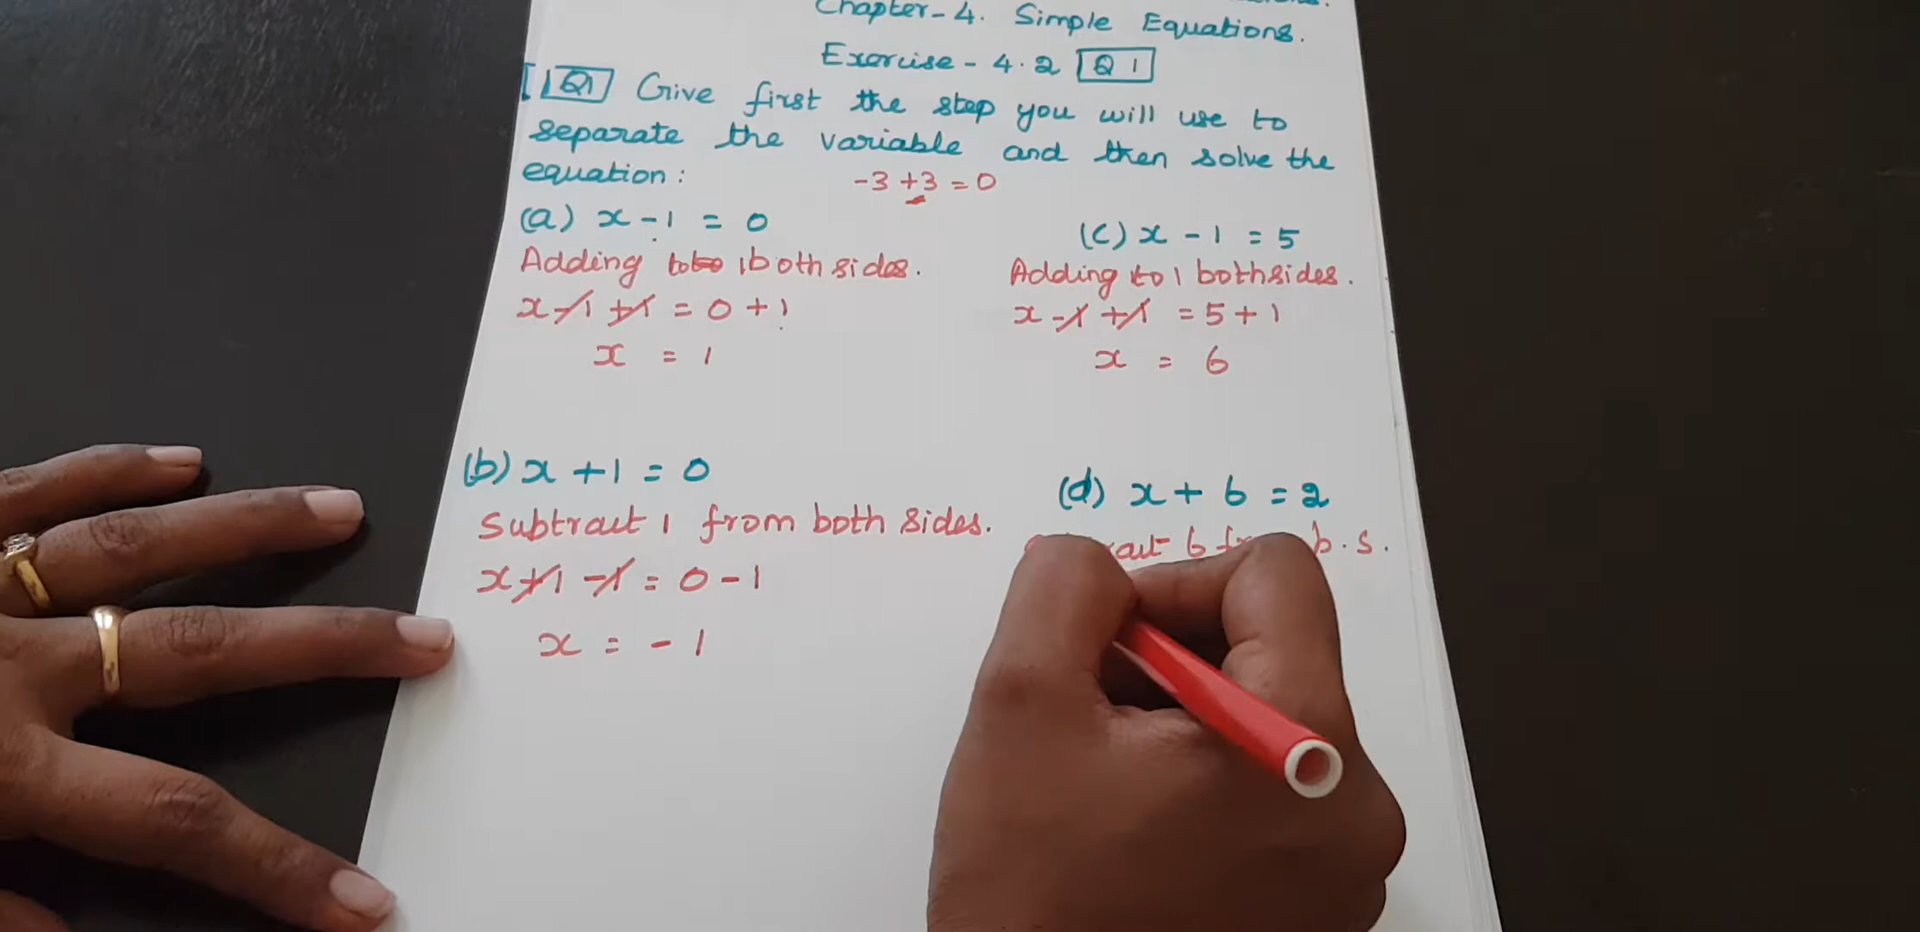 Chapter-4. Simple Equations.
Exercise - 4.2 Q 1
Q1 Give first the step you will use to
separate the variable and then solve the
equation:
-3 +3 = 0
(a) x - 1 = 0
Adding 1 both sides.
x - 1 + 1 = 0 + 1
x = 1
(c) x - 1 = 5
Adding to 1 bothsides.
x - 1 + 1 = 5 + 1
x = 6
(b) x + 1 = 0
Subtract 1 from both sides.
x + 1 - 1 = 0 - 1
x = - 1
(d) x + 6 = 2
6 b.s.